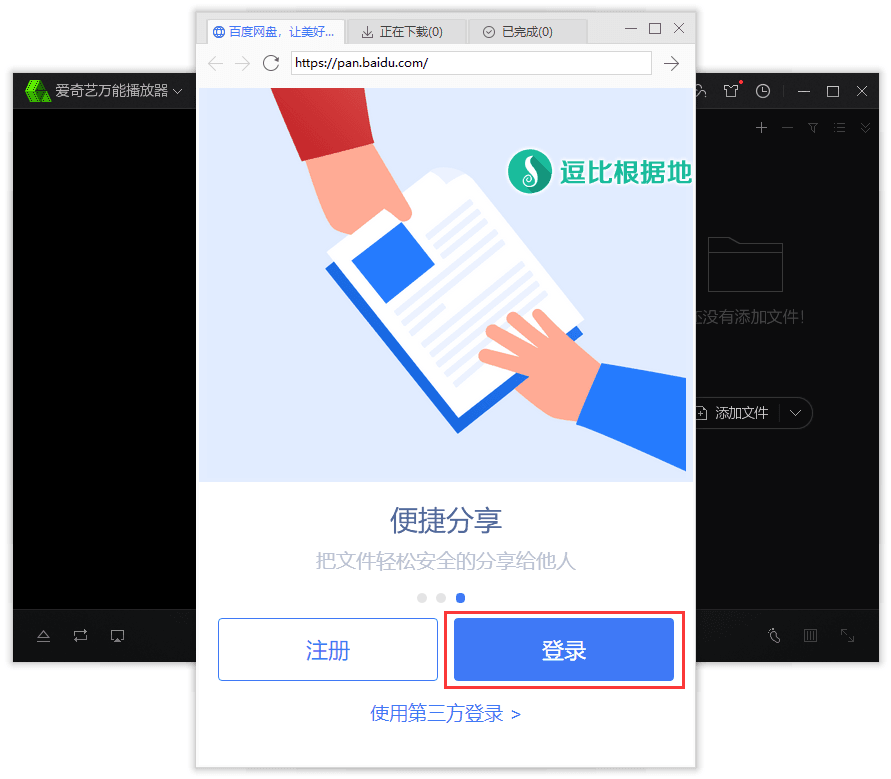 百度网盘，让美好...
正在下载(0)
已完成(0)
https://pan.baidu.com/
爱奇艺万能播放器
逗比根据地
没有添加文件！
添加文件
便捷分享
把文件轻松安全的分享给他人
注册
登录
使用第三方登录 >